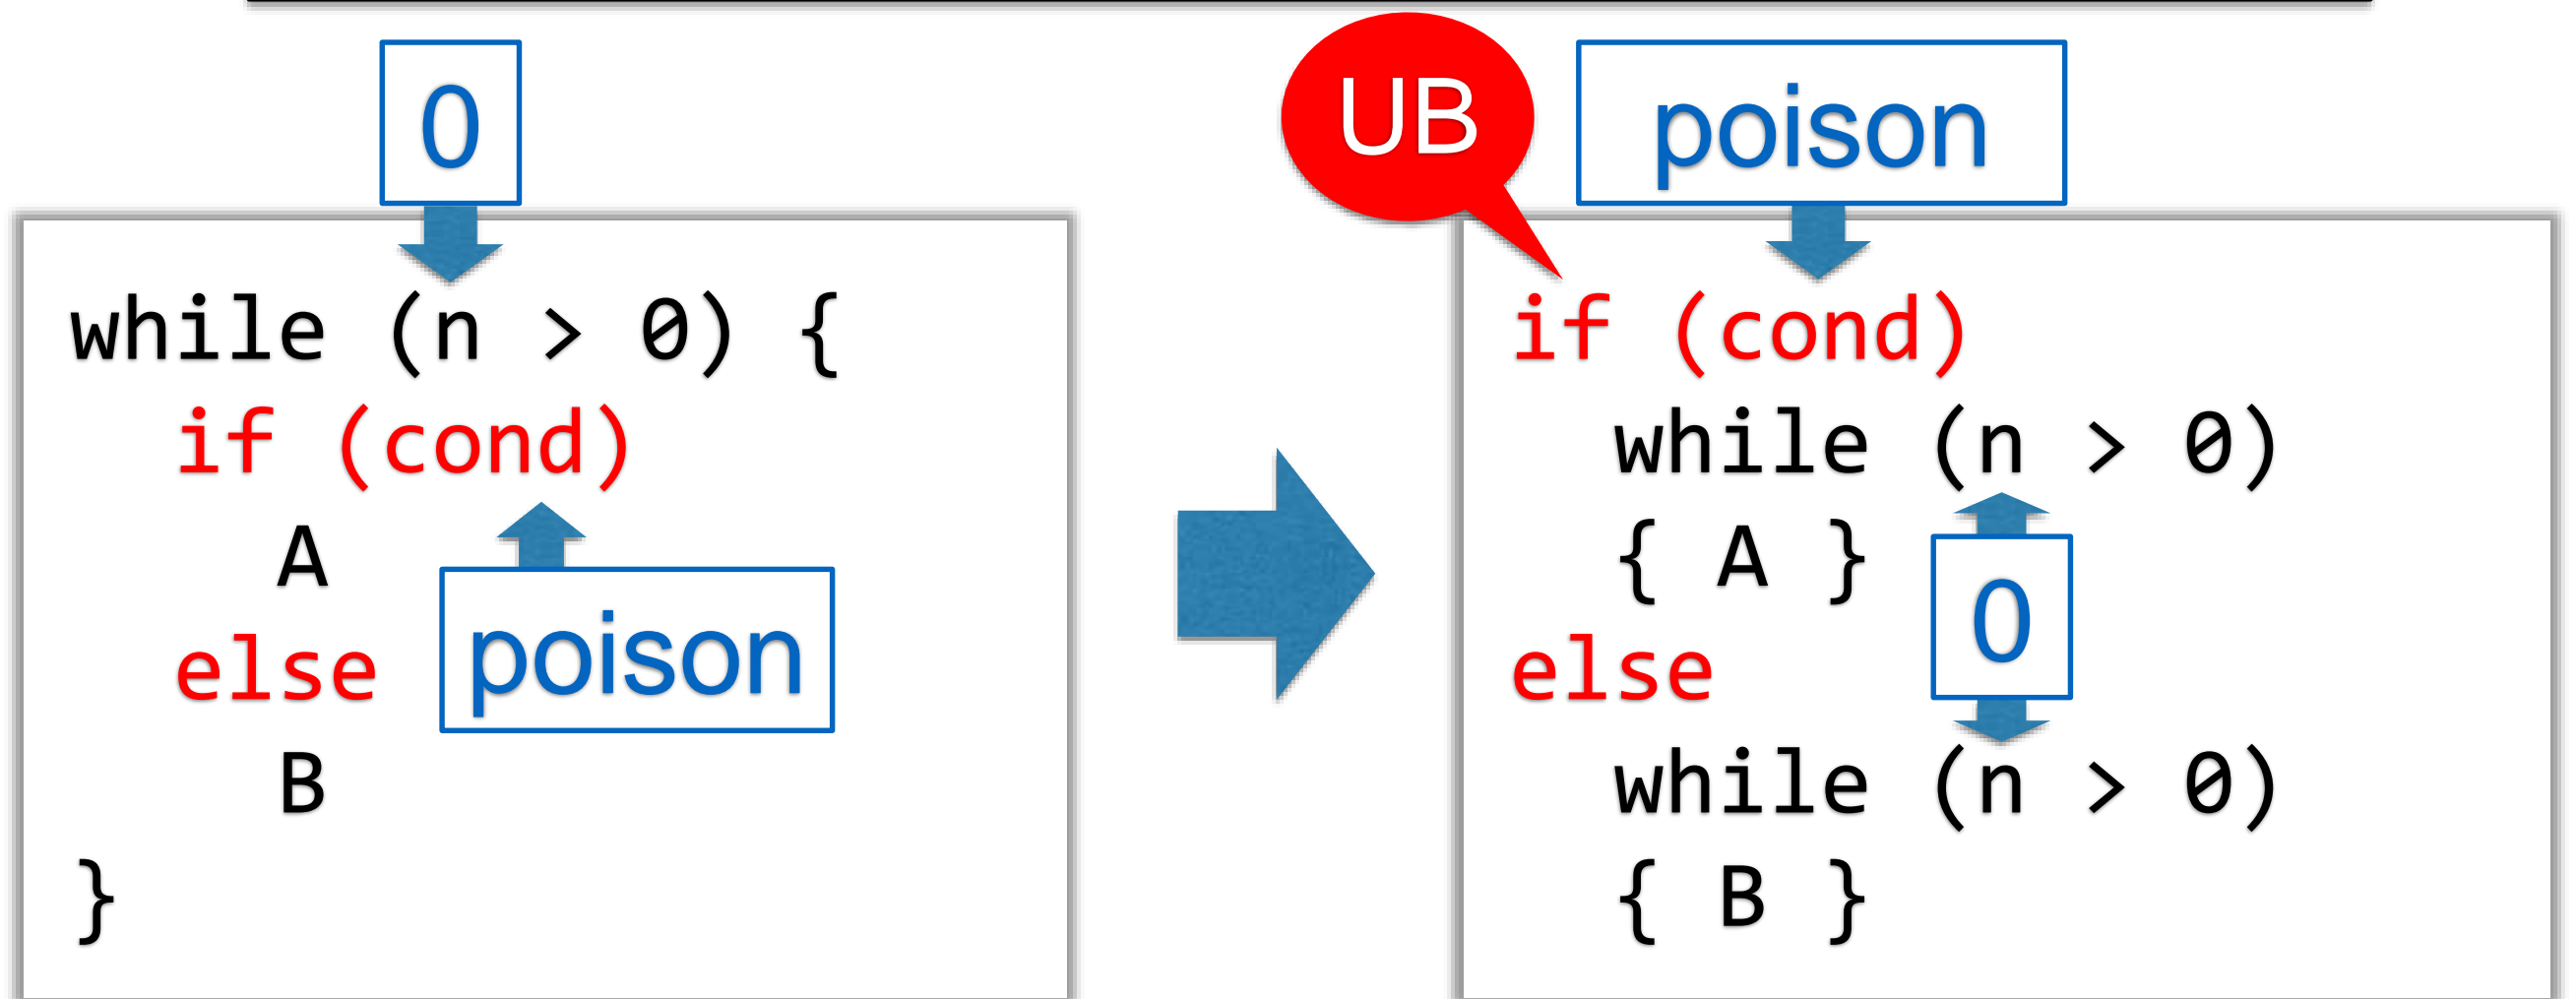 0
while (n > 0) {
if (cond)
A
else
poison
B
}
UB
poison
if (cond)
while (n > 0)
{ A }
0
else
while (n > 0)
{ B }